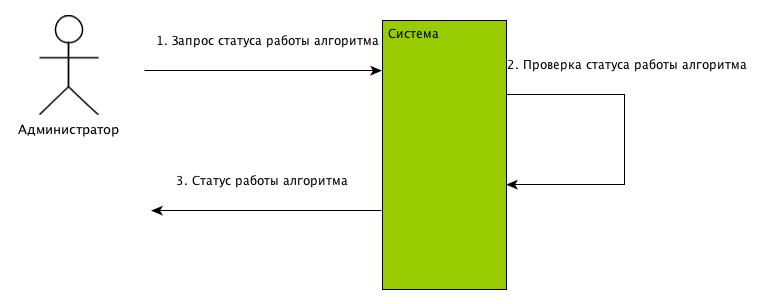 1. Запрос статуса работы алгоритма
Система
2. Проверка статуса работы алгоритма
Администратор
3. Статус работы алгоритма